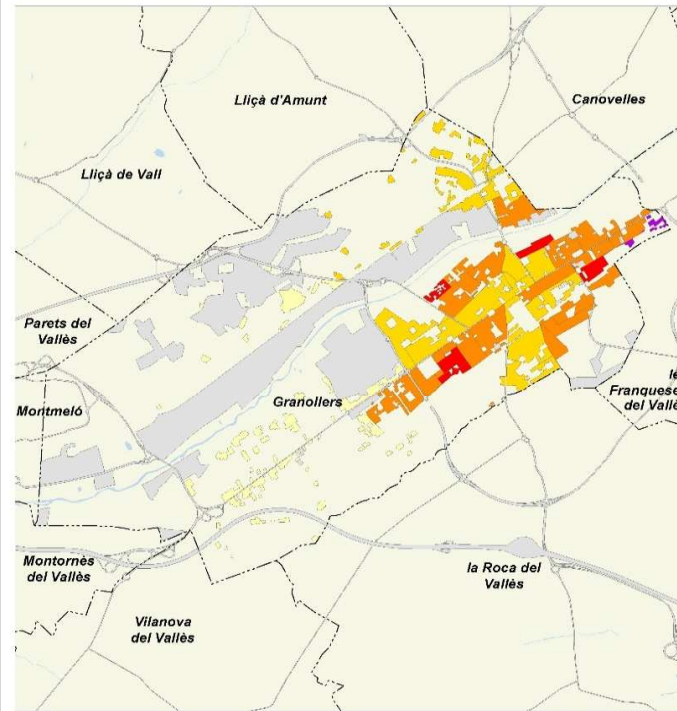 Lliçà d'Amunt
Canovelles
Lliçà de Vall
Parets del
Vallès
Montmeló
Granollers
le
Franquese
del Vallè
Montornès
del Vallès
la Roca del
Vallès
Vilanova
del Vallès